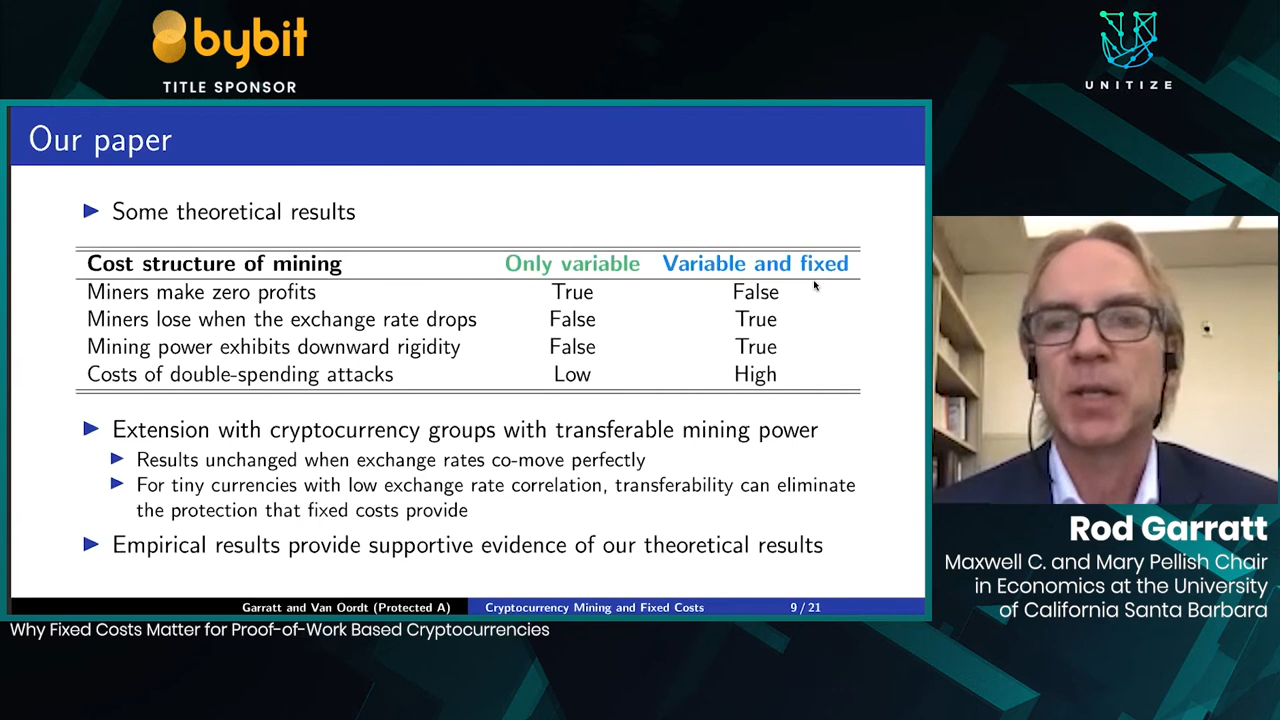 bybit
TITLE SPONSOR
UNITIZE
Our paper
Some theoretical results
Cost structure of mining Only variable Variable and fixed
Miners make zero profits True False
Miners lose when the exchange rate drops False True
Mining power exhibits downward rigidity False True
Costs of double-spending attacks Low High
Extension with cryptocurrency groups with transferable mining power
Results unchanged when exchange rates co-move perfectly
For tiny currencies with low exchange rate correlation, transferability can eliminate
the protection that fixed costs provide
Empirical results provide supportive evidence of our theoretical results
Garratt and Van Oordt (Protected A) Cryptocurrency Mining and Fixed Costs 9 / 21
Why Fixed Costs Matter for Proof-of-Work Based Cryptocurrencies
Rod Garratt
Maxwell C. and Mary Pellish Chair
in Economics at the University
of California Santa Barbara